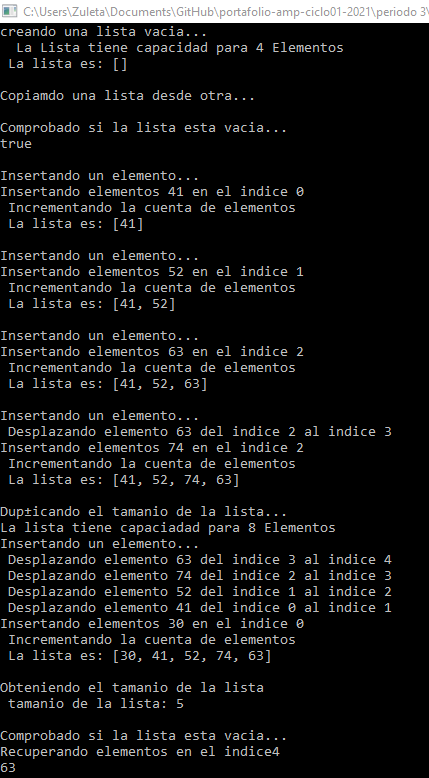 C:\Users\Zuleta\Documents\GitHub\portafolio-amp-ciclo01-2021\periodo 3\
creando una lista vacia...
La Lista tiene capacidad para 4 Elementos
La lista es: []
Copiamdo una lista desde otra...
Comprobado si la lista esta vacia...
true
Insertando un elemento...
Insertando elementos 41 en el indice 0
Incrementando la cuenta de elementos
La lista es: [41]
Insertando un elemento...
Insertando elementos 52 en el indice 1
Incrementando la cuenta de elementos
La lista es: [41, 52]
Insertando un elemento...
Insertando elementos 63 en el indice 2
Incrementando la cuenta de elementos
La lista es: [41, 52, 63]
Insertando un elemento...
Desplazando elemento 63 del indice 2 al indice 3
Insertando elementos 74 en el indice 2
Incrementando la cuenta de elementos
La lista es: [41, 52, 74, 63]
el tamanio de la lista...
La lista tiene capaciadad para 8 Elementos
Insertando un elemento...
Desplazando elemento 63 del indice 3 al indice 4
Desplazando elemento 74 del indice 2 al indice 3
Desplazando elemento 52 del indice 1 al indice 2
Desplazando elemento 41 del indice 0 al indice 1
Insertando elementos 30 en el indice 0
Incrementando la cuenta de elementos
La lista es: [30, 41, 52, 74, 63]
Obteniendo el tamanio de la lista
tamanio de la lista: 5
Comprobado si la lista esta vacia...
Recuperando elementos en el indice4
63